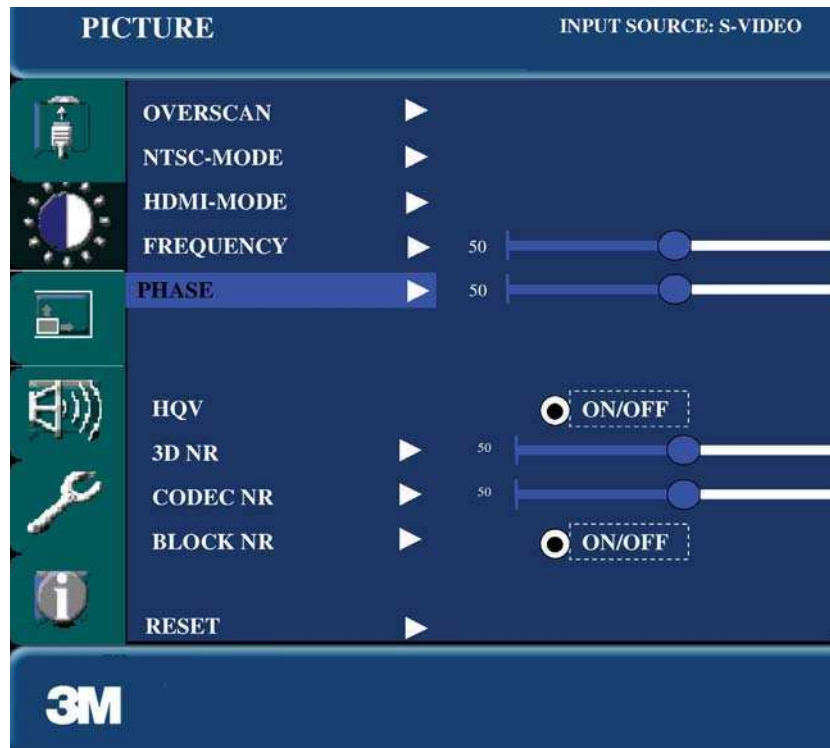 PICTURE INPUT SOURCE: S-VIDEO
OVERSCAN
NTSC-MODE
HDMI-MODE
FREQUENCY 50
PHASE 50
HQV ON/OFF
3D NR 50
CODEC NR 50
BLOCK NR ON/OFF
RESET
3M